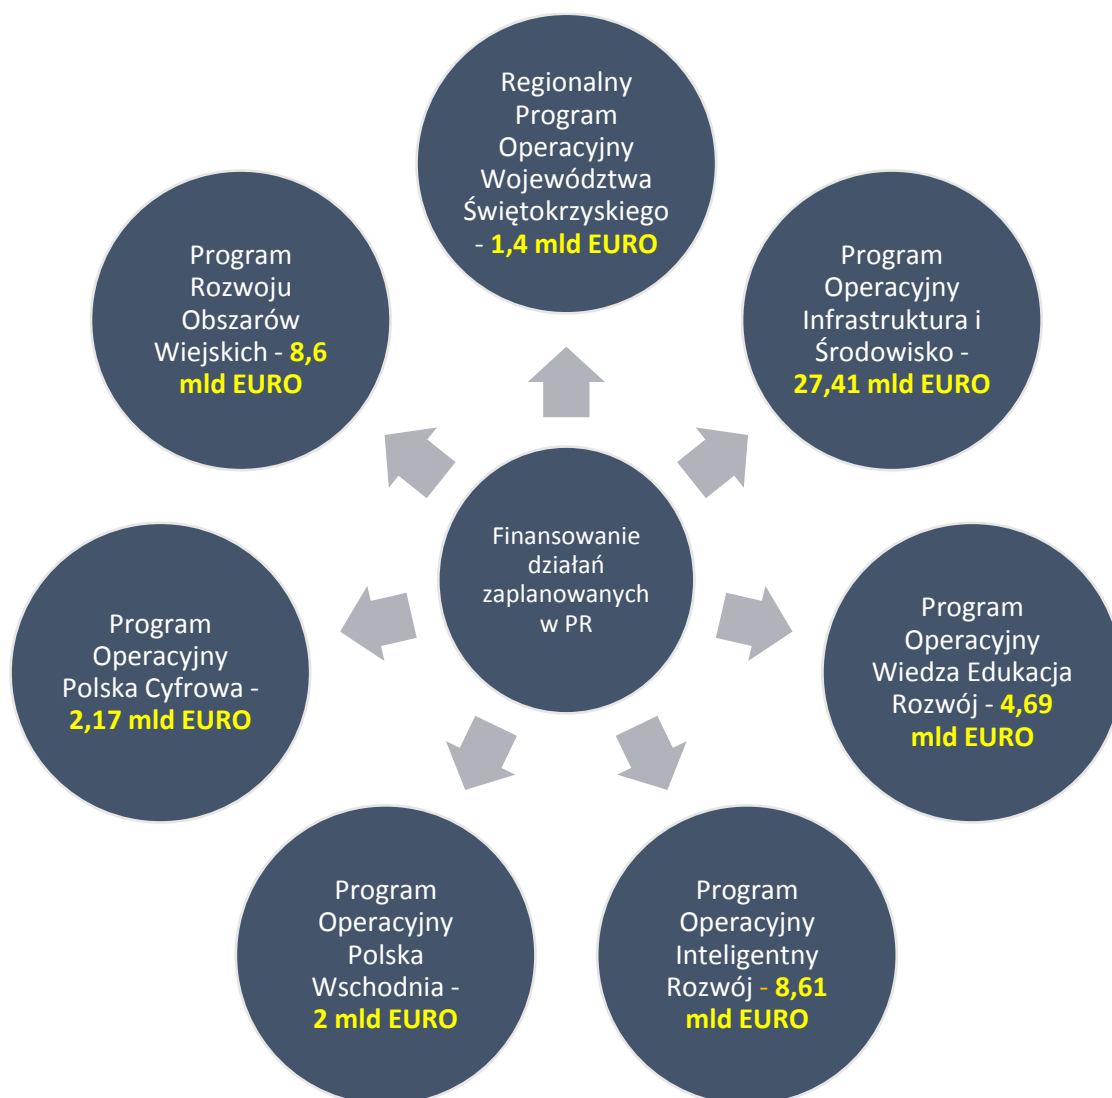 Regionalny
Program
Operacyjny
Województwa
Świętokrzyskiego
- 1,4 mld EURO
Program
Operacyjny
Infrastruktura i
Środowisko -
27,41 mld EURO
Program
Operacyjny
Wiedza Edukacja
Rozwój - 4,69
mld EURO
Program
Operacyjny
Inteligentny
Rozwój - 8,61
mld EURO
Program
Operacyjny
Polska
Wschodnia -
2 mld EURO
Program
Operacyjny
Polska Cyfrowa -
2,17 mld EURO
Program
Rozwoju
Obszarów
Wiejskich - 8,6
mld EURO
Finansowanie
działań
zaplanowanych
w PR